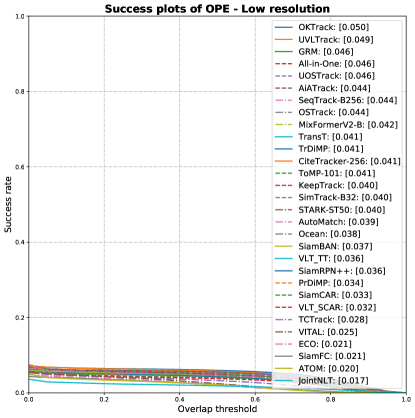 Success plots of OPE - Low resolution
1.0
0.8
0.6
0.4
0.2
0.0
Success rate
OKTrack: [0.050]
UVLTrack: [0.049]
GRM: [0.046]
All-in-One: [0.046]
UOSTrack: [0.046]
AiATrack: [0.044]
SeqTrack-B256: [0.044]
OSTrack: [0.044]
MixFormerV2-B: [0.042]
TransT: [0.041]
TrDiMP: [0.041]
CiteTracker-256: [0.041]
ToMP-101: [0.041]
KeepTrack: [0.040]
SimTrack-B32: [0.040]
STARK-ST50: [0.040]
AutoMatch: [0.039]
Ocean: [0.038]
SiamBAN: [0.037]
VLT_TT: [0.036]
SiamRPN++: [0.036]
PrDiMP: [0.034]
SiamCAR: [0.033]
VLT_SCAR: [0.032]
TCTrack: [0.028]
VITAL: [0.025]
ECO: [0.021]
SiamFC: [0.021]
ATOM: [0.020]
JointNLT: [0.017]
0.0 0.2 0.4 0.6 0.8 1.0
Overlap threshold